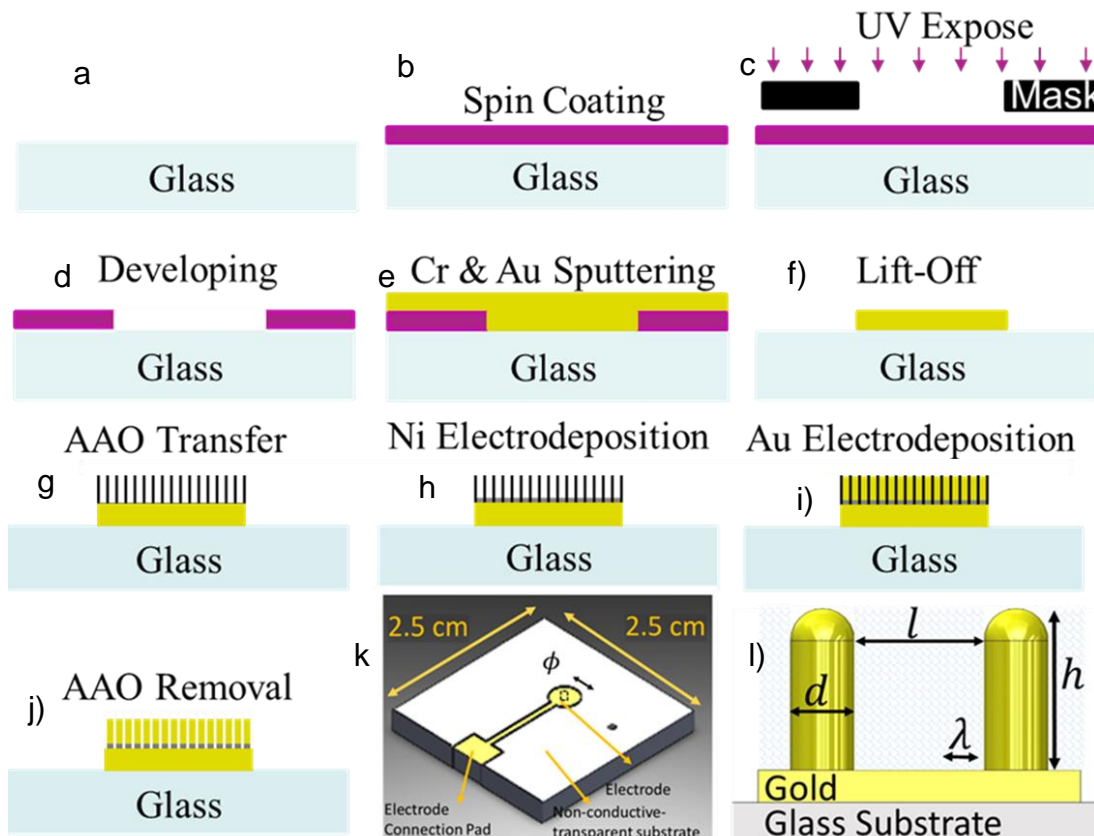 a
Glass
b
Spin Coating
Glass
UV Expose
c
Mask
Glass
d
Developing
Glass
e
Cr & Au Sputtering
Glass
f)
Lift-Off
Glass
AAO Transfer
g
Glass
Ni Electrodeposition
h
Glass
Au Electrodeposition
i)
Glass
AAO Removal
j)
Glass
k
2.5 cm
2.5 cm
ϕ
Electrode
Connection Pad
Electrode
Non-conductive-
transparent substrate
l)
l
d
h
λ
Gold
Glass Substrate